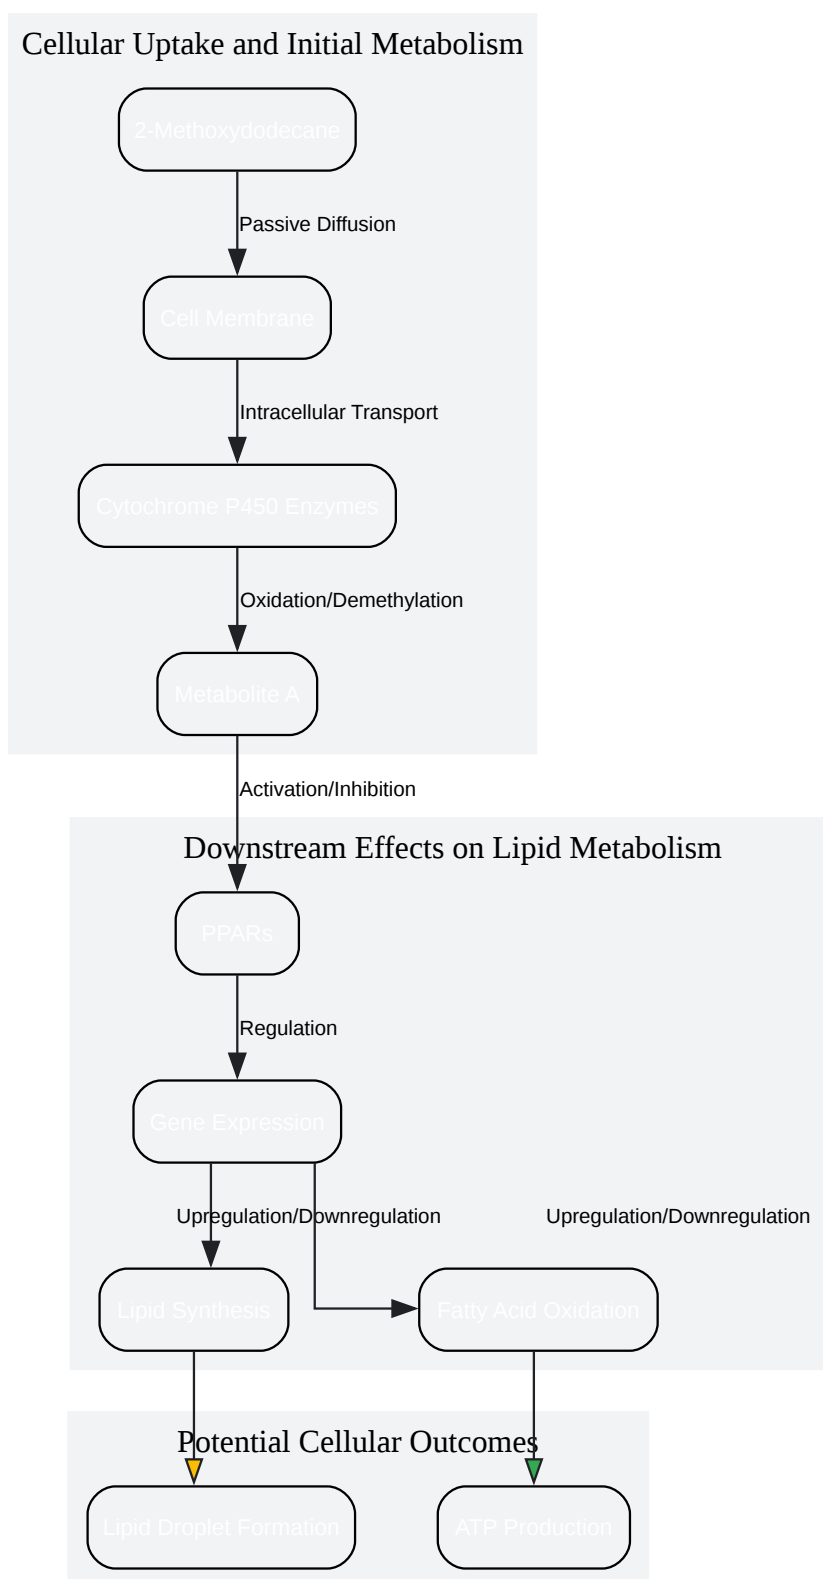 Cellular Uptake and Initial Metabolism
2-Methoxydodecane
Passive Diffusion
Cell Membrane
Intracellular Transport
Cytochrome P450 Enzymes
Oxidation/Demethylation
Metabolite A
Activation/Inhibition
Downstream Effects on Lipid Metabolism
PPARs
Regulation
Gene Expression
Upregulation/Downregulation
Upregulation/Downregulation
Lipid Synthesis
Fatty Acid Oxidation
Potential Cellular Outcomes
Lipid Droplet Formation
ATP Production